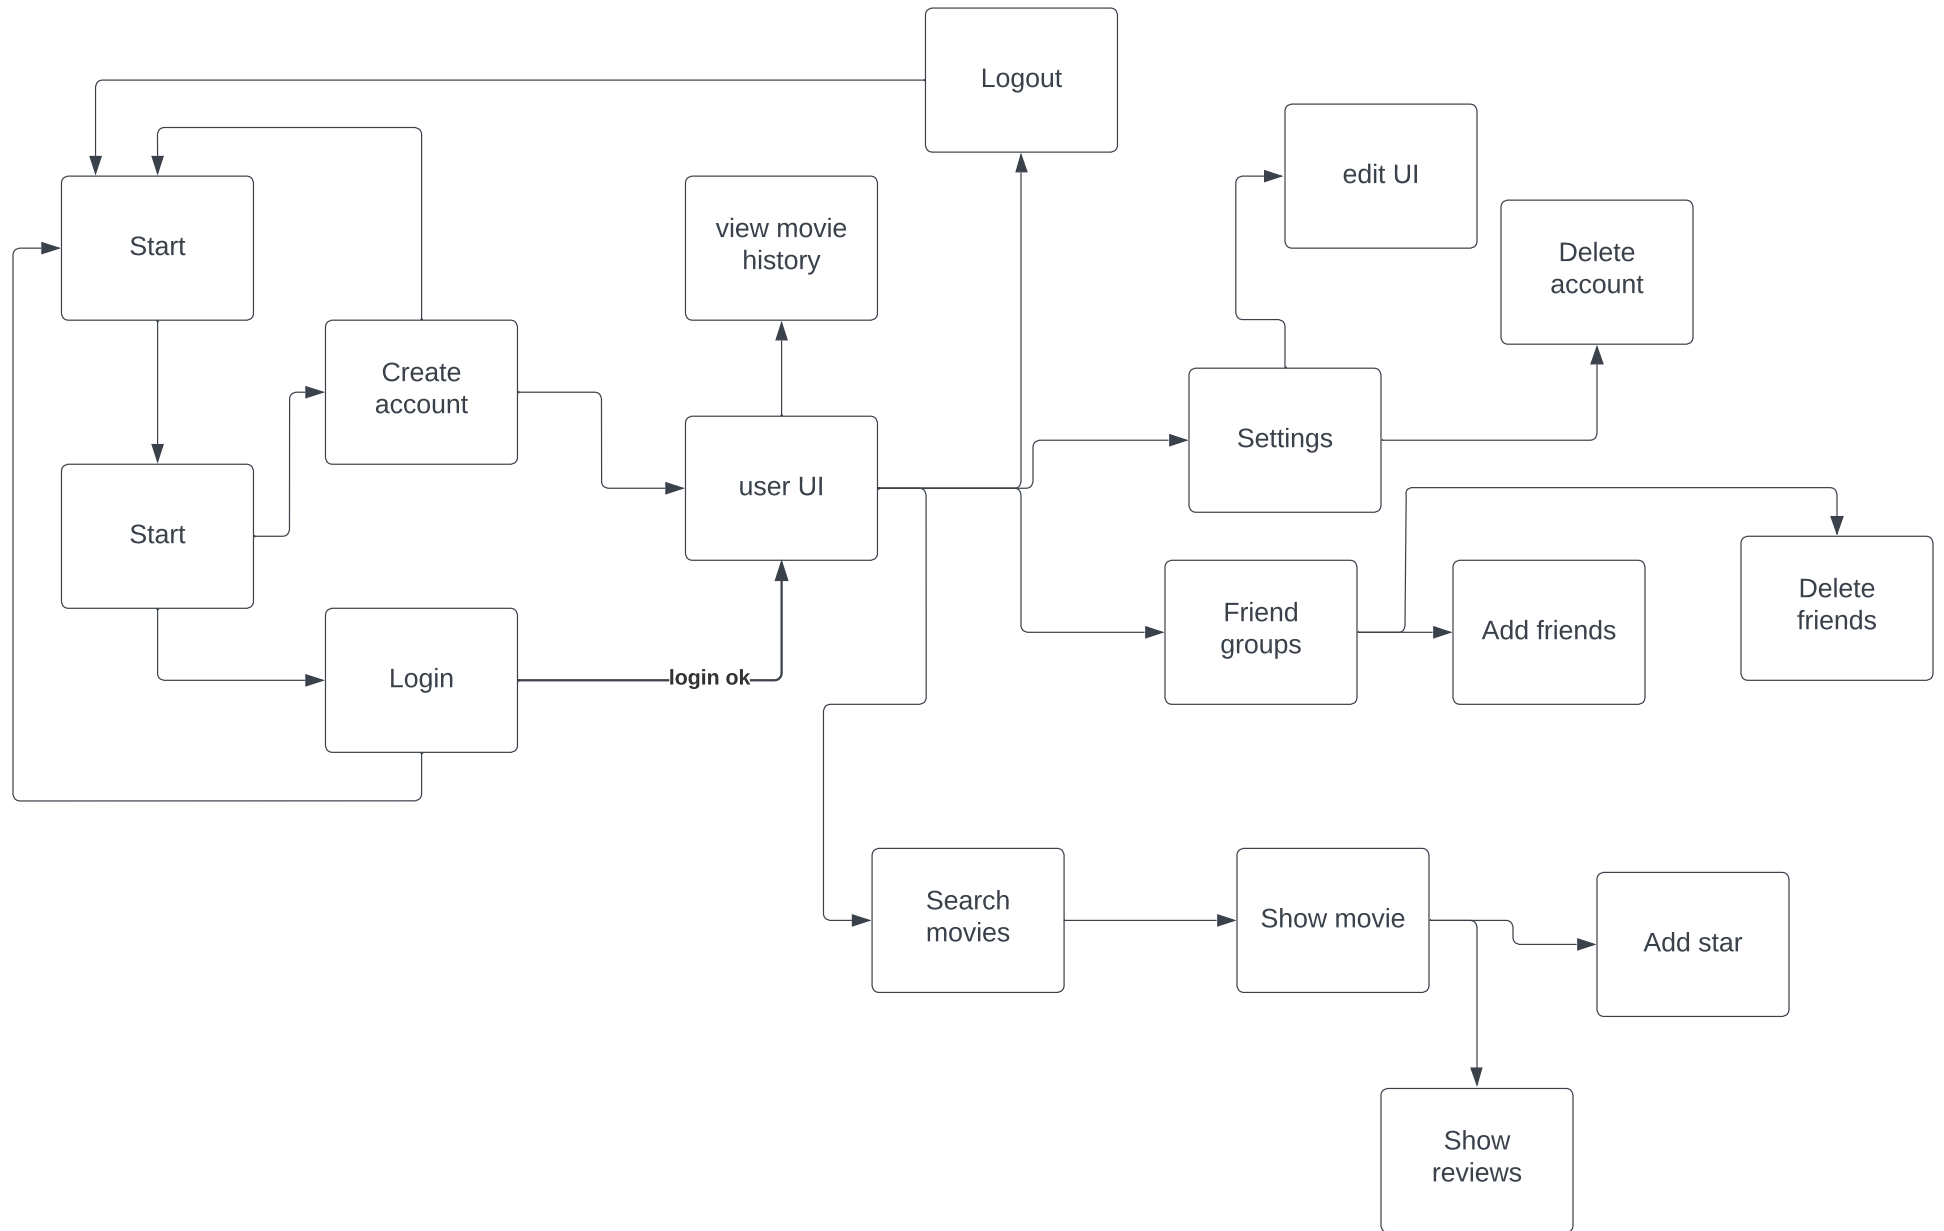 Logout
edit UI
Start
view movie
history
Delete
account
Create
account
Settings
user UI
Start
Friend
groups
Add friends
Delete
friends
Login
login ok
Search
movies
Show movie
Add star
Show
reviews